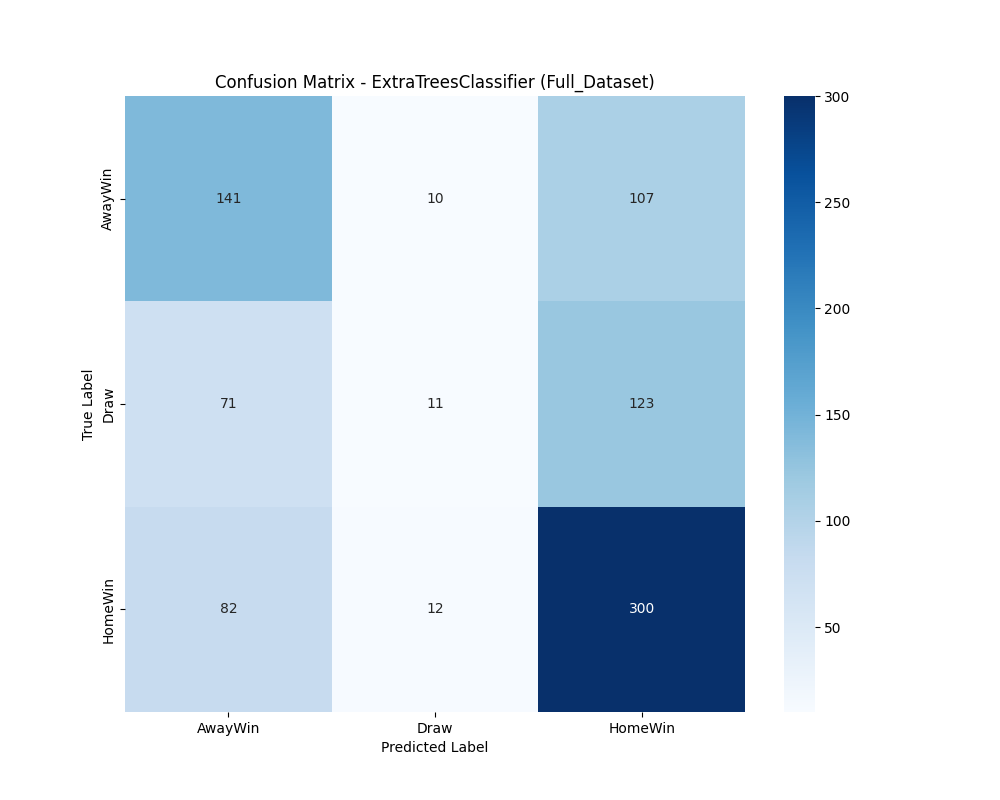 Confusion Matrix - ExtraTreesClassifier (Full_Dataset)
True Label
AwayWin
141 10 107
Draw
71 11 123
HomeWin
82 12 300
AwayWin Draw HomeWin
Predicted Label
300
250
200
150
100
50